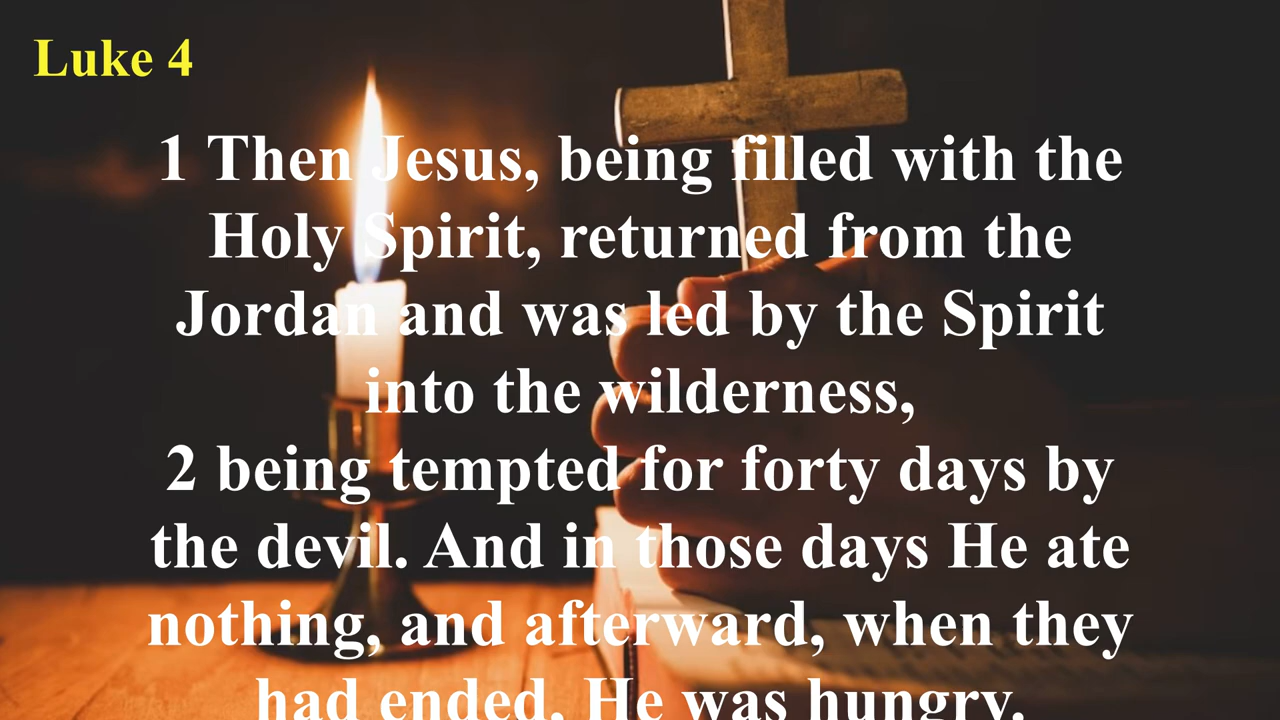 Luke 4
1 Then Jesus, being filled with the
Holy Spirit, returned from the
Jordan and was led by the Spirit
into the wilderness,
2 being tempted for forty days by
the devil. And in those days He ate
nothing, and afterward, when they
had ended, He was hungry.